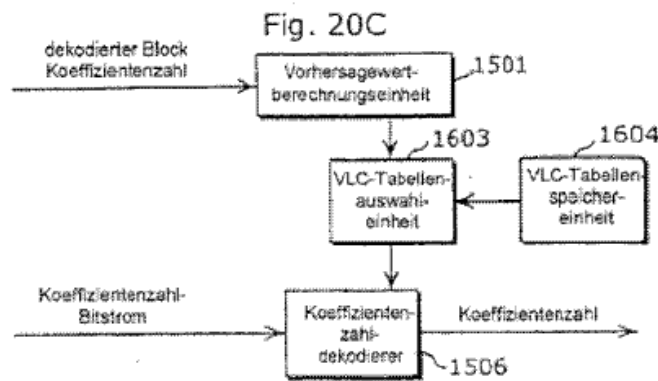 Fig. 20C
dekodierter Block
Koeffizientenzahl
Vorhersagewert-
berechnungseinheit
1501
1603
1604
VLC-Tabellen-
auswahl-
einheit
VLC-Tabellen-
speicher-
einheit
Koeffizientenzahl-
Bitstrom
Koeffizienten-
zahl-
dekodierer
Koeffizientenzahl
1506